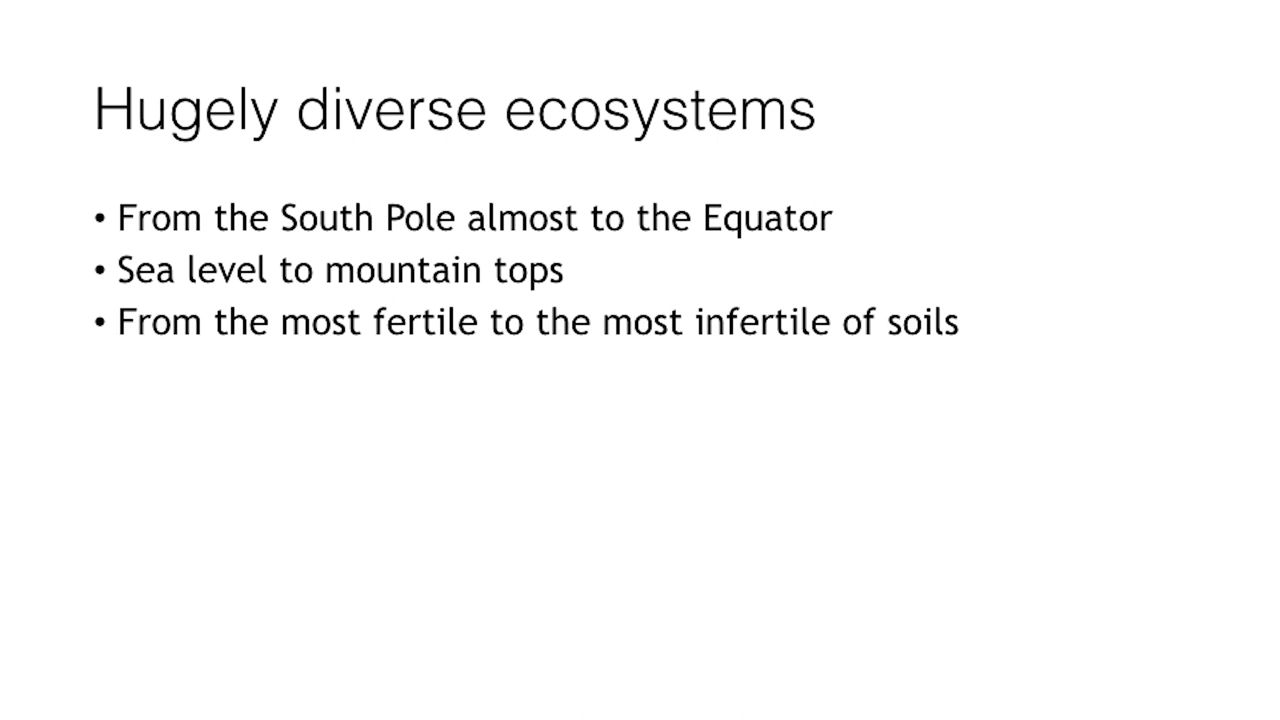 Hugely diverse ecosystems
• From the South Pole almost to the Equator
• Sea level to mountain tops
• From the most fertile to the most infertile of soils